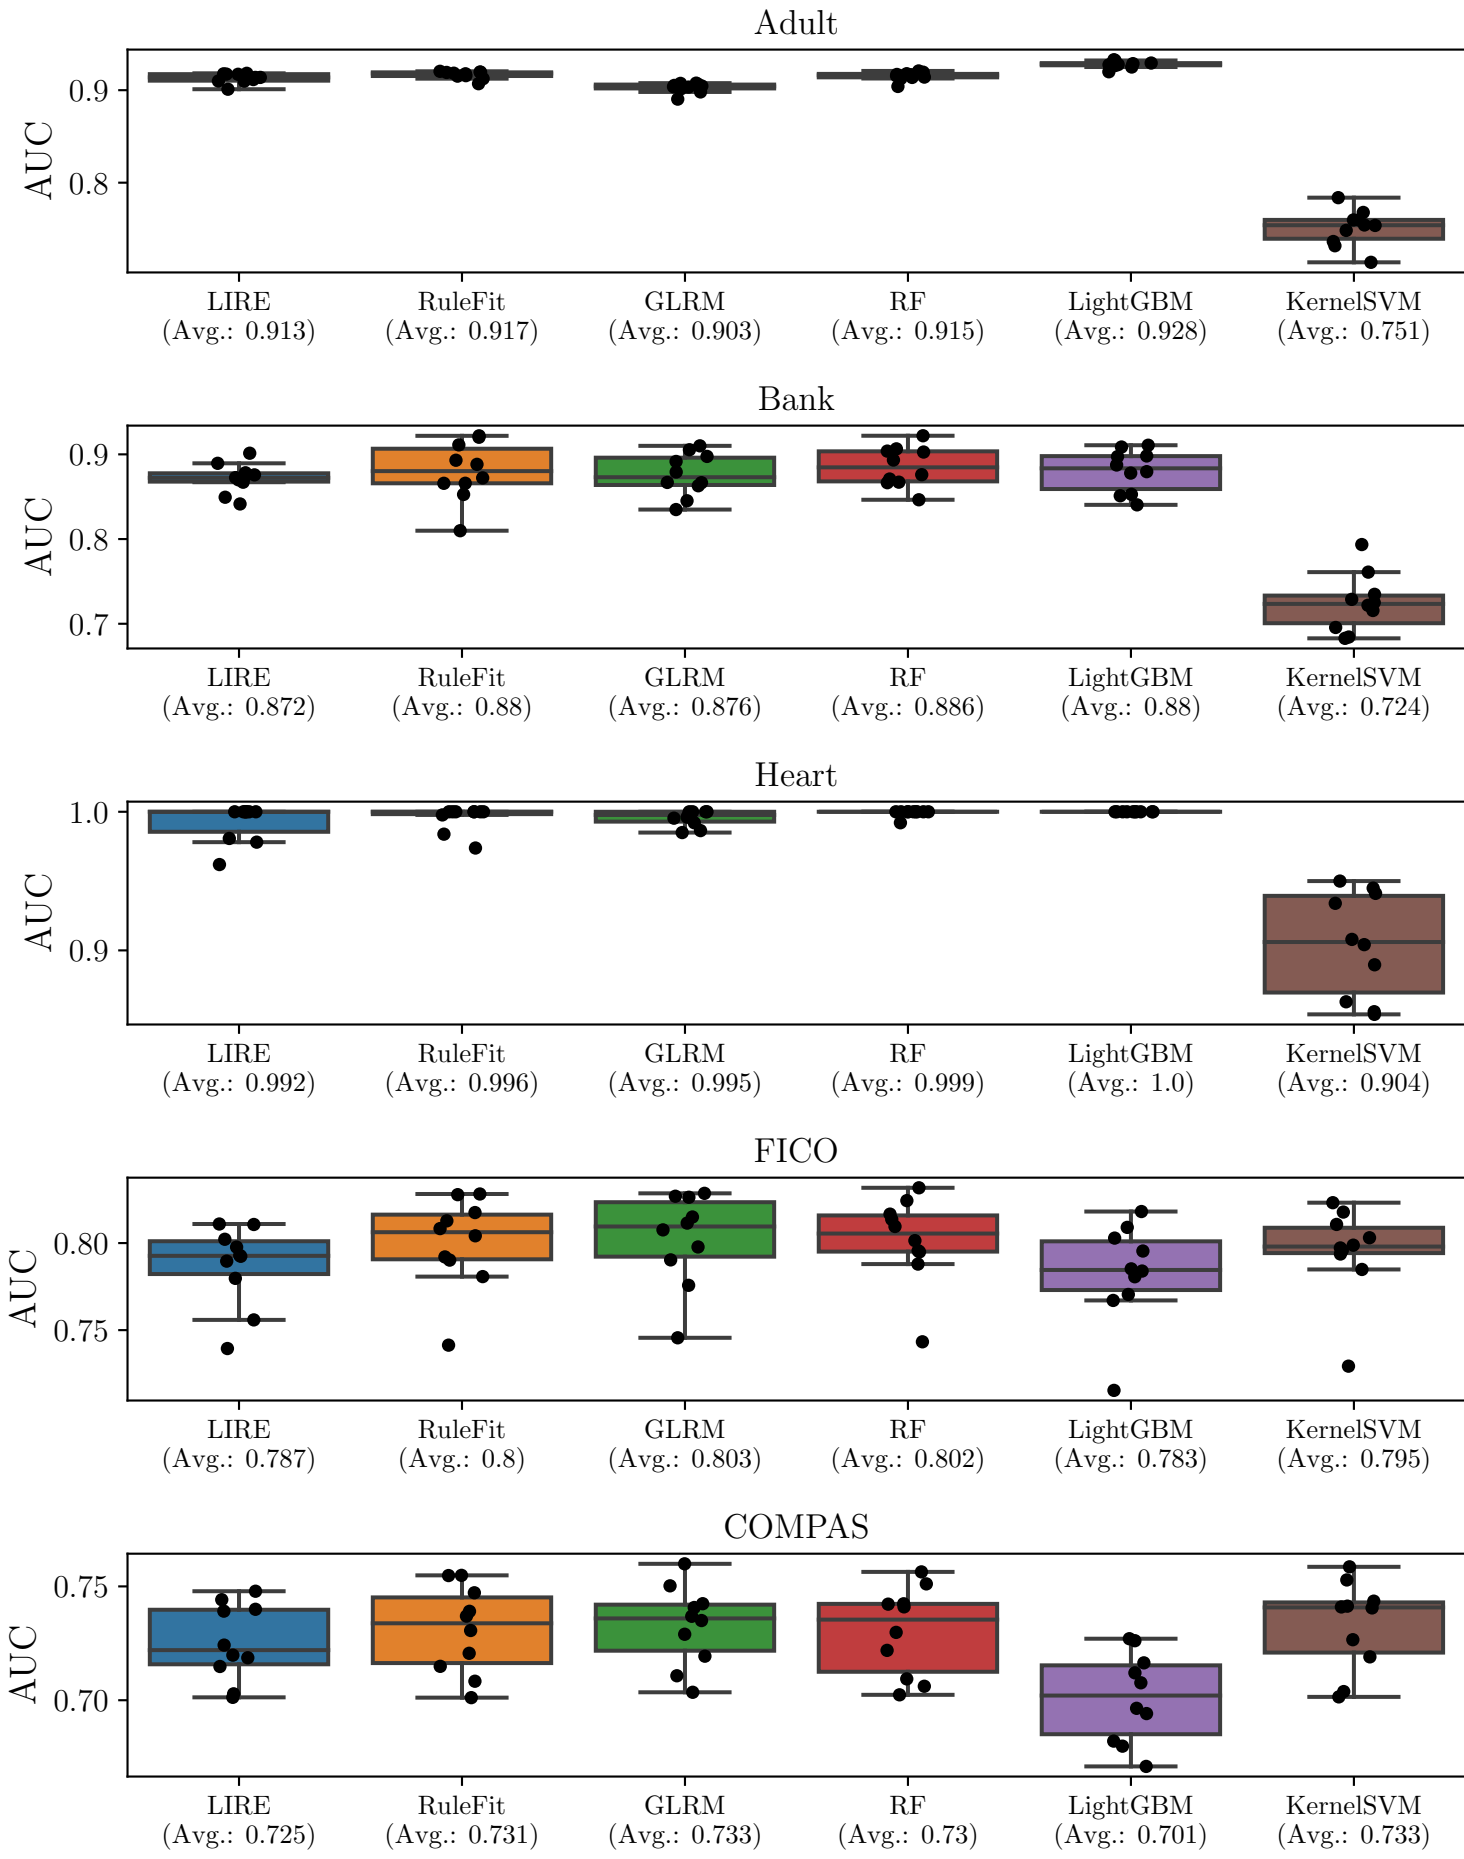 Adult
AUC
0.9
0.8
LIRE RuleFit GLRM RF LightGBM KernelSVM
(Avg.: 0.913) (Avg.: 0.917) (Avg.: 0.903) (Avg.: 0.915) (Avg.: 0.928) (Avg.: 0.751)
Bank
AUC
0.9
0.8
0.7
LIRE RuleFit GLRM RF LightGBM KernelSVM
(Avg.: 0.872) (Avg.: 0.88) (Avg.: 0.876) (Avg.: 0.886) (Avg.: 0.88) (Avg.: 0.724)
Heart
AUC
1.0
0.9
LIRE RuleFit GLRM RF LightGBM KernelSVM
(Avg.: 0.992) (Avg.: 0.996) (Avg.: 0.995) (Avg.: 0.999) (Avg.: 1.0) (Avg.: 0.904)
FICO
AUC
0.80
0.75
LIRE RuleFit GLRM RF LightGBM KernelSVM
(Avg.: 0.787) (Avg.: 0.8) (Avg.: 0.803) (Avg.: 0.802) (Avg.: 0.783) (Avg.: 0.795)
COMPAS
AUC
0.75
0.70
LIRE RuleFit GLRM RF LightGBM KernelSVM
(Avg.: 0.725) (Avg.: 0.731) (Avg.: 0.733) (Avg.: 0.73) (Avg.: 0.701) (Avg.: 0.733)